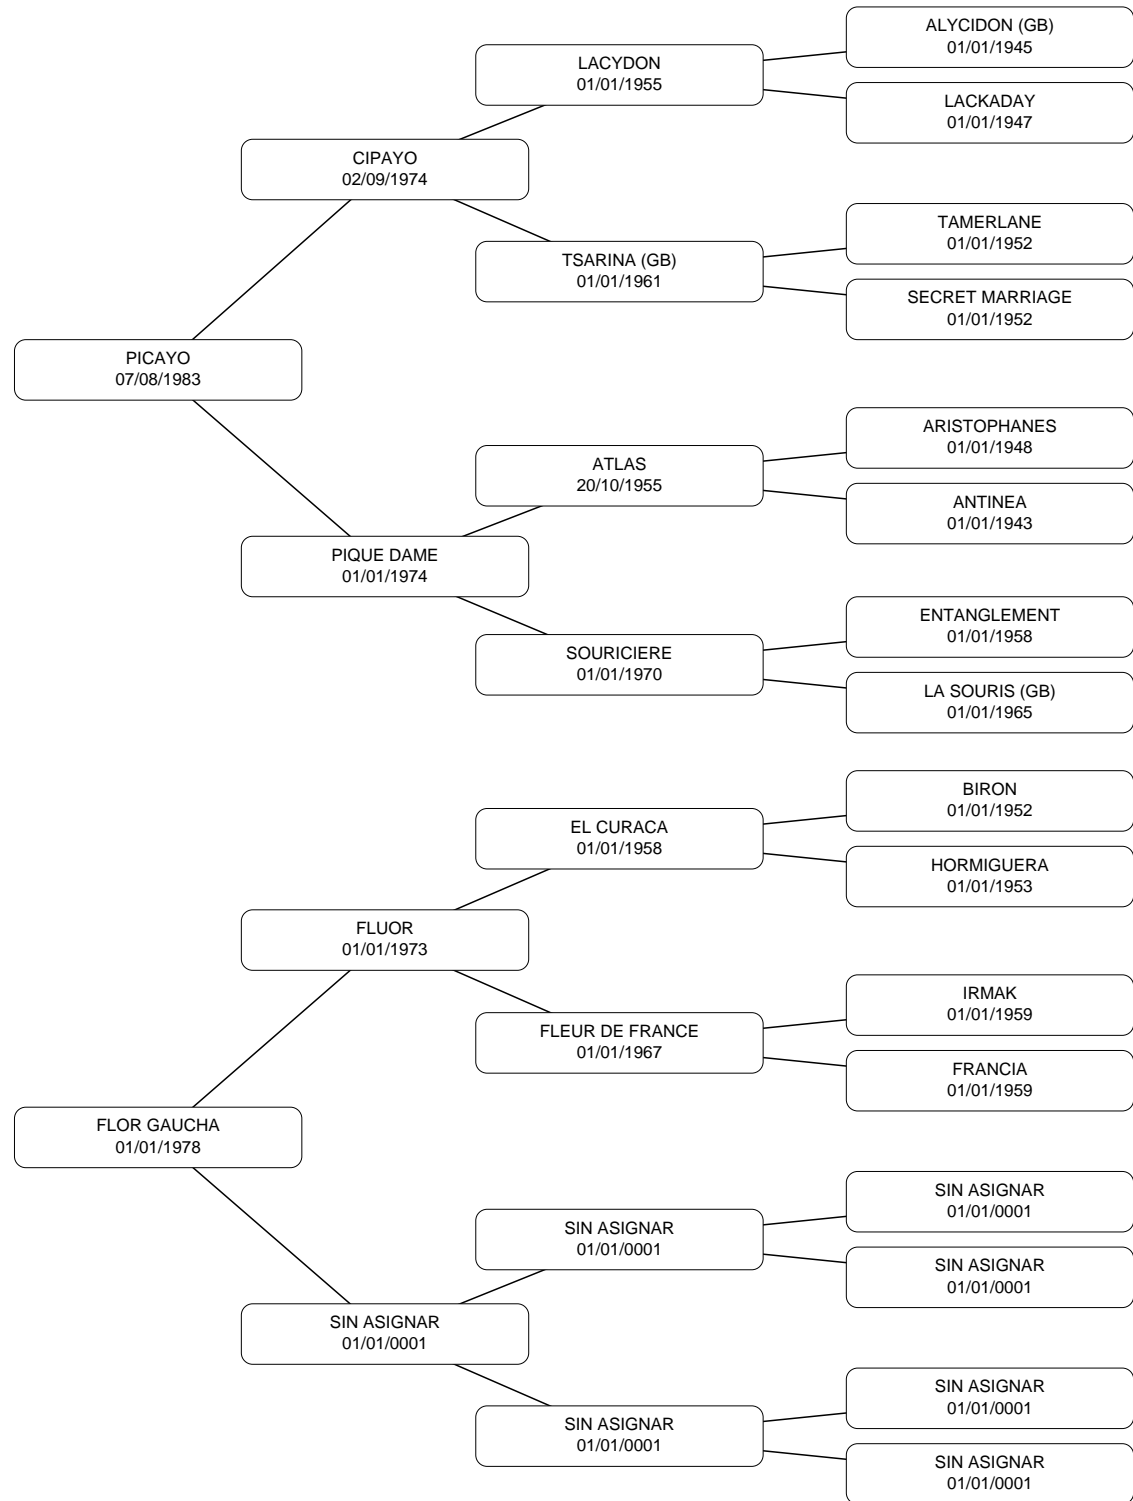 ALYCIDON (GB)
01/01/1945
LACYDON
01/01/1955
LACKADAY
01/01/1947
CIPAYO
02/09/1974
TAMERLANE
01/01/1952
TSARINA (GB)
01/01/1961
SECRET MARRIAGE
01/01/1952
PICAYO
07/08/1983
ARISTOPHANES
01/01/1948
ATLAS
20/10/1955
ANTINEA
01/01/1943
PIQUE DAME
01/01/1974
ENTANGLEMENT
01/01/1958
SOURICIERE
01/01/1970
LA SOURIS (GB)
01/01/1965
BIRON
01/01/1952
EL CURACA
01/01/1958
HORMIGUERA
01/01/1953
FLUOR
01/01/1973
IRMAK
01/01/1959
FLEUR DE FRANCE
01/01/1967
FRANCIA
01/01/1959
FLOR GAUCHA
01/01/1978
SIN ASIGNAR
01/01/0001
SIN ASIGNAR
01/01/0001
SIN ASIGNAR
01/01/0001
SIN ASIGNAR
01/01/0001
SIN ASIGNAR
01/01/0001
SIN ASIGNAR
01/01/0001
SIN ASIGNAR
01/01/0001